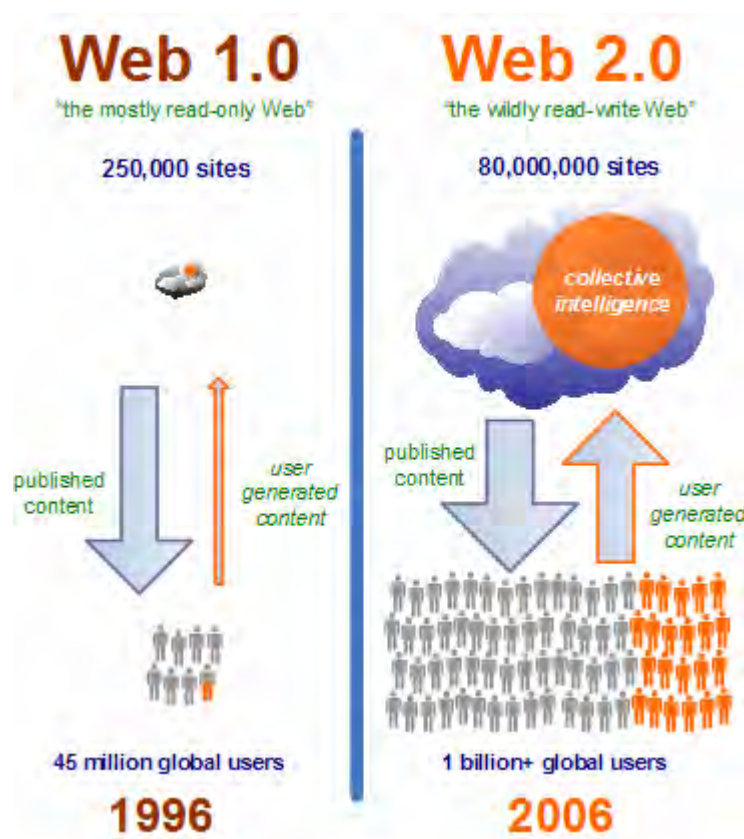 Web 1.0
"the mostly read-only Web"
250,000 sites
published
content
user
generated
content
45 million global users
1996
Web 2.0
"the wildly read-write Web"
80,000,000 sites
collective
intelligence
published
content
user
generated
content
1 billion+ global users
2006